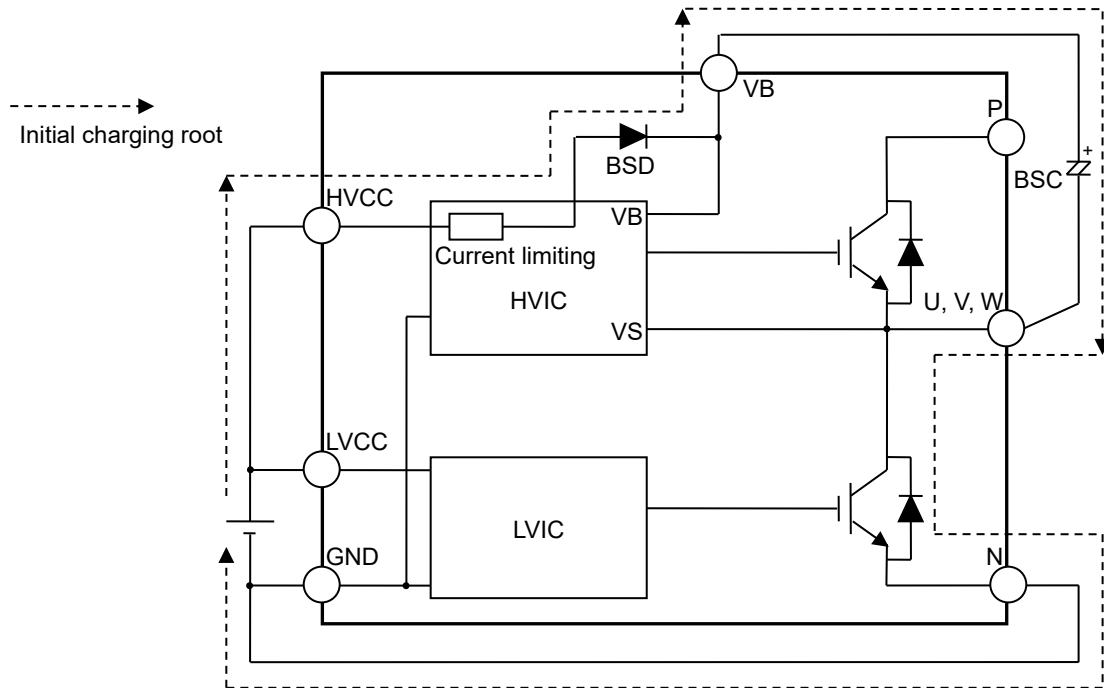 VB
P
Initial charging root
BSD
BSC
+
HVCC
VB
Current limiting
HVIC
U, V, W
VS
LVCC
LVIC
GND
N